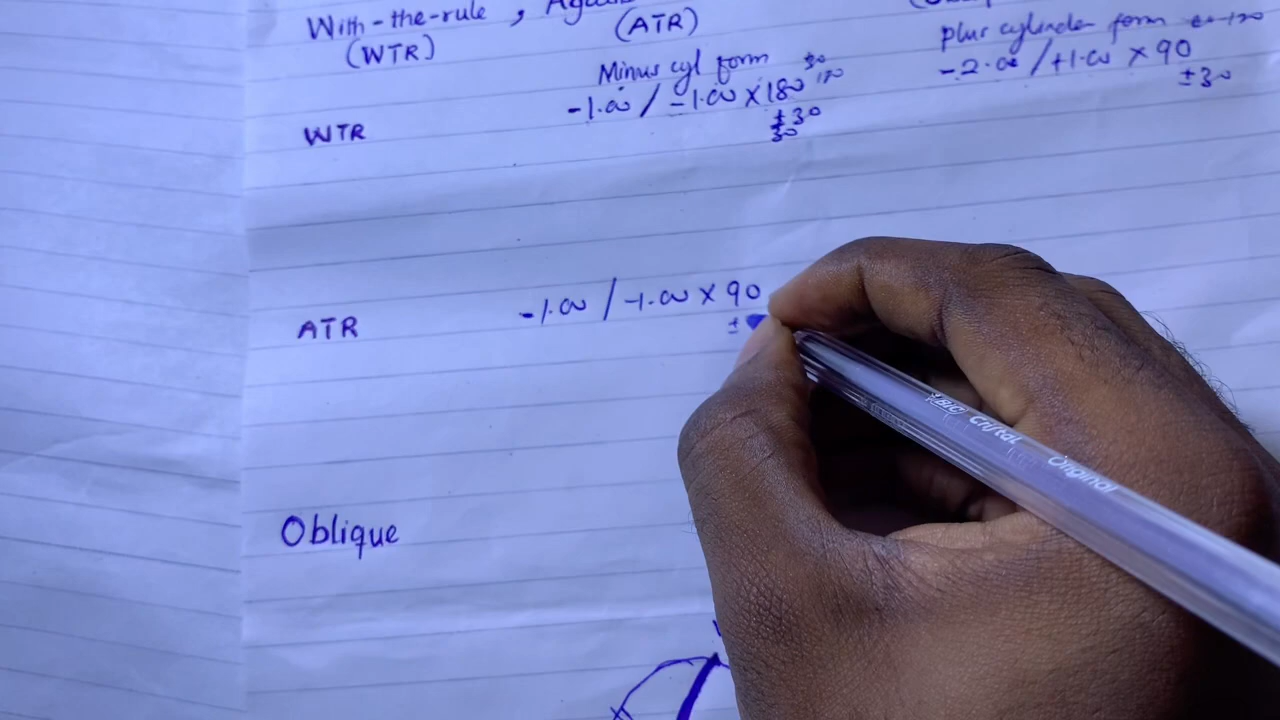 With-the-rule,
(WTR)
(ATR)
Minus cyl form
-1.00 / -1.00 x 180
±30
30
plus cylinder form
-2.00 / +1.00 x 90
±30
WTR
ATR
-1.00 / -1.00 x 90
±
Oblique
BIC Cristal Original